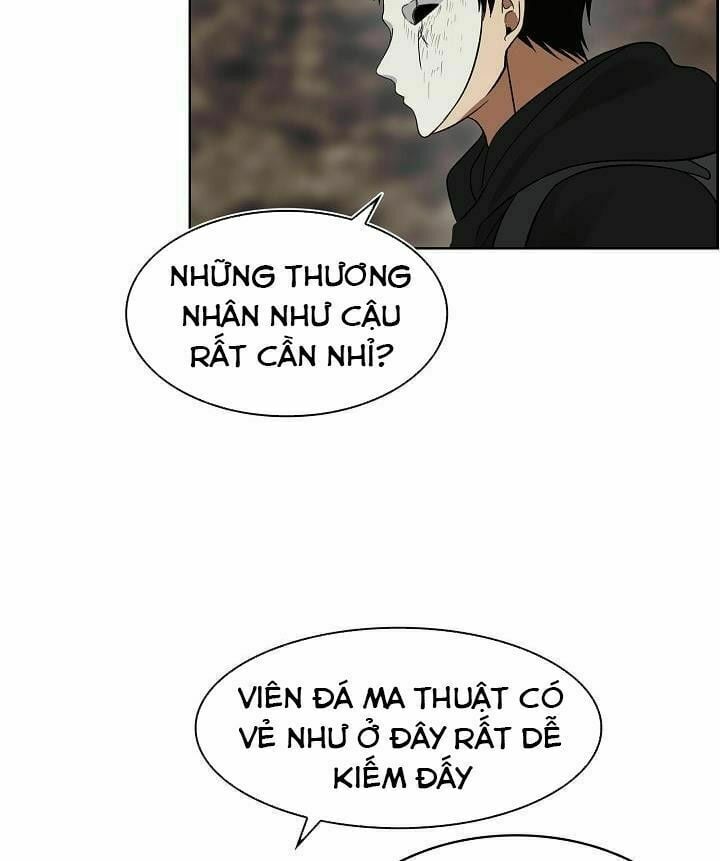 NHỮNG THƯƠNG
NHÂN NHƯ CẬU
RẤT CẦN NHỈ?
VIÊN ĐÁ MA THUẬT CÓ
VẺ NHƯ Ở ĐÂY RẤT DỄ
KIẾM ĐẤY